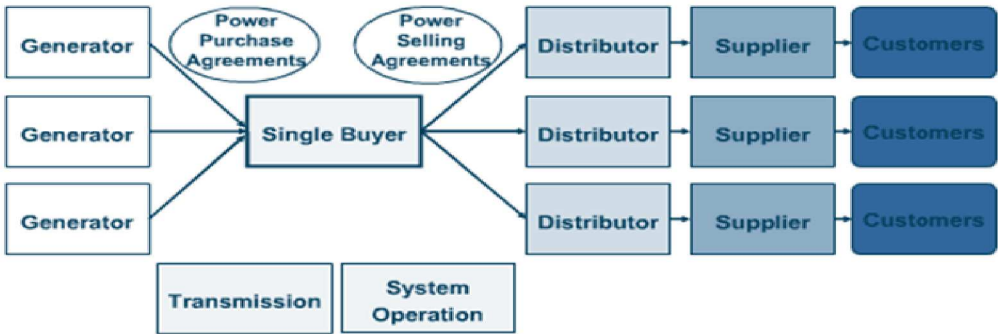 Generator
Power
Purchase
Agreements
Power
Selling
Agreements
Distributor
Supplier
Customers
Generator
Single Buyer
Distributor
Supplier
Customers
Generator
Distributor
Supplier
Customers
Transmission
System
Operation